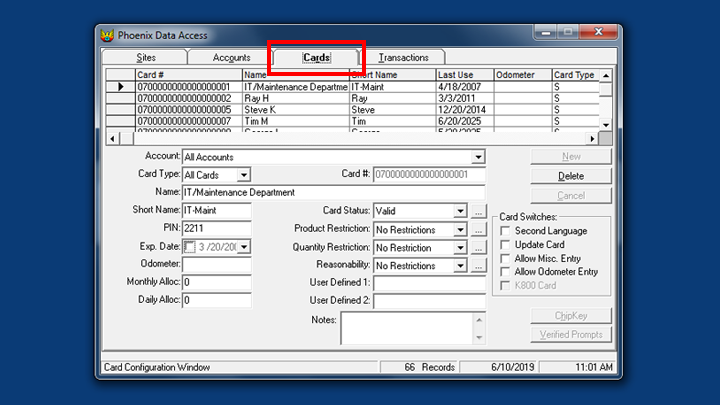 Phoenix Data Access
Sites Accounts Cards Transactions
Card # Name Short Name Last Use Odometer Card Type
0700000000000000001 IT/Maintenance Departme IT-Maint 4/18/2007 S
0700000000000000002 Ray H Ray 3/3/2011 S
0700000000000000005 Steve K Steve 12/20/2014 S
0700000000000000007 Tim M Tim 6/20/2025 S
Account: All Accounts New
Card Type: All Cards Card #: 0700000000000000001 Delete
Name: IT/Maintenance Department Cancel
Short Name: IT-Maint Card Status: Valid ... Card Switches:
PIN: 2211 Product Restriction: No Restrictions ... Second Language
Exp. Date: 3 /20/20 Quantity Restriction: No Restriction ... Update Card
Odometer: Reasonability: No Restrictions ... Allow Misc. Entry
Allow Odometer Entry
Monthly Alloc: 0 User Defined 1: K800 Card
Daily Alloc: 0 User Defined 2:
Notes: ChipKey
Verified Prompts
Card Configuration Window 66 Records 6/10/2019 11:01 AM